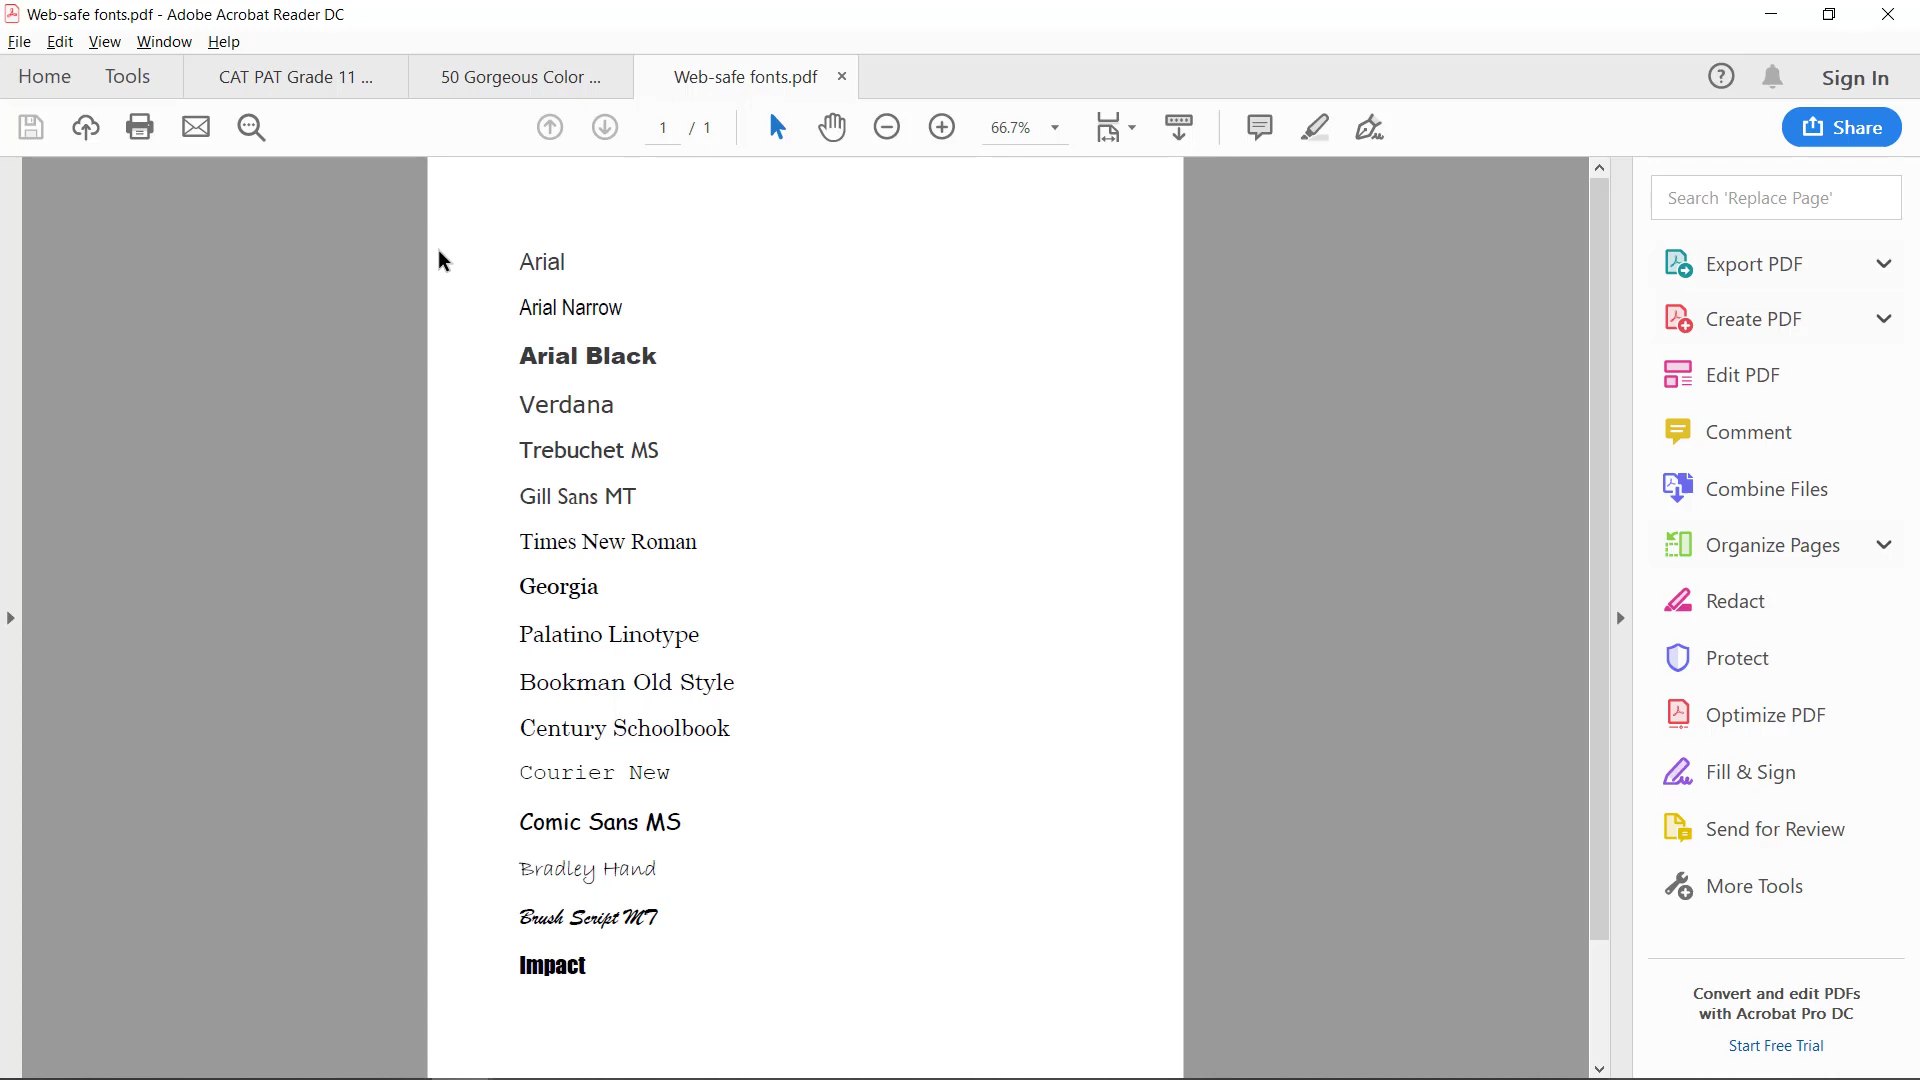 Web-safe fonts.pdf - Adobe Acrobat Reader DC
File Edit View Window Help
Home Tools CAT PAT Grade 11 ... 50 Gorgeous Color ... Web-safe fonts.pdf × Sign In
1 / 1 66.7% Share
Search 'Replace Page'
Arial
Arial Narrow
Arial Black
Verdana
Trebuchet MS
Gill Sans MT
Times New Roman
Georgia
Palatino Linotype
Bookman Old Style
Century Schoolbook
Courier New
Comic Sans MS
Bradley Hand
Brush Script MT
Impact
Export PDF
Create PDF
Edit PDF
Comment
Combine Files
Organize Pages
Redact
Protect
Optimize PDF
Fill & Sign
Send for Review
More Tools
Convert and edit PDFs
with Acrobat Pro DC
Start Free Trial